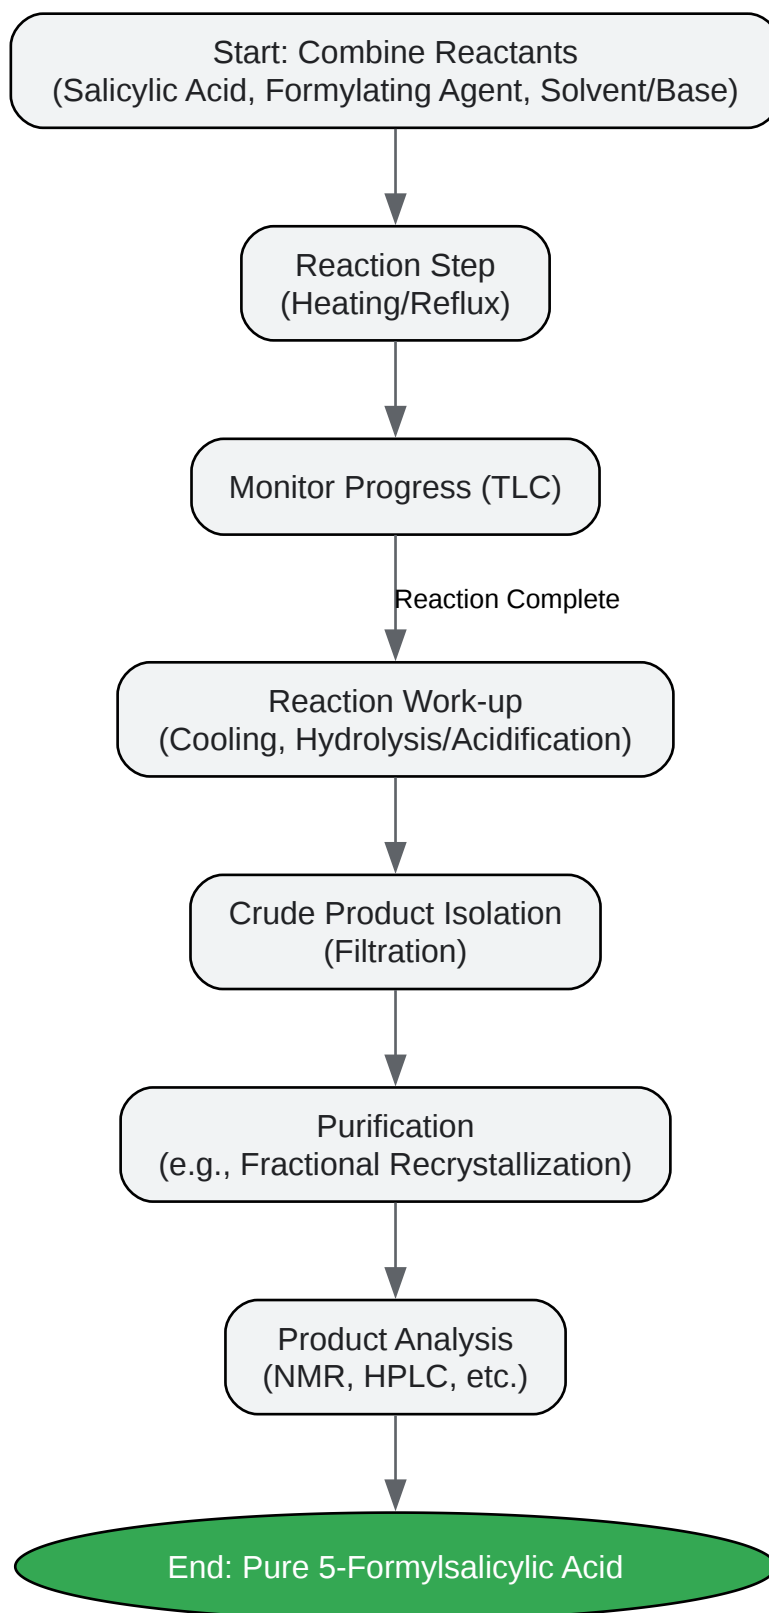 Start: Combine Reactants
(Salicylic Acid, Formylating Agent, Solvent/Base)
Reaction Step
(Heating/Reflux)
Monitor Progress (TLC)
Reaction Complete
Reaction Work-up
(Cooling, Hydrolysis/Acidification)
Crude Product Isolation
(Filtration)
Purification
(e.g., Fractional Recrystallization)
Product Analysis
(NMR, HPLC, etc.)
End: Pure 5-Formylsalicylic Acid